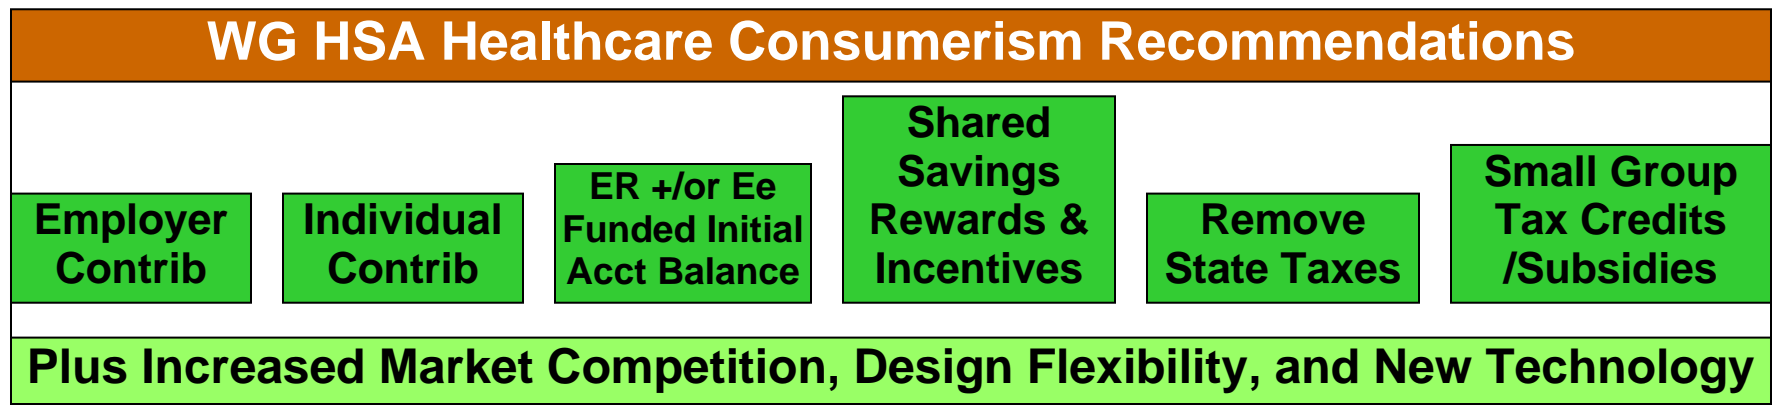 WG HSA Healthcare Consumerism Recommendations
Employer
Contrib
Individual
Contrib
ER +/or Ee
Funded Initial
Acct Balance
Shared
Savings
Rewards &
Incentives
Remove
State Taxes
Small Group
Tax Credits
/Subsidies
Plus Increased Market Competition, Design Flexibility, and New Technology